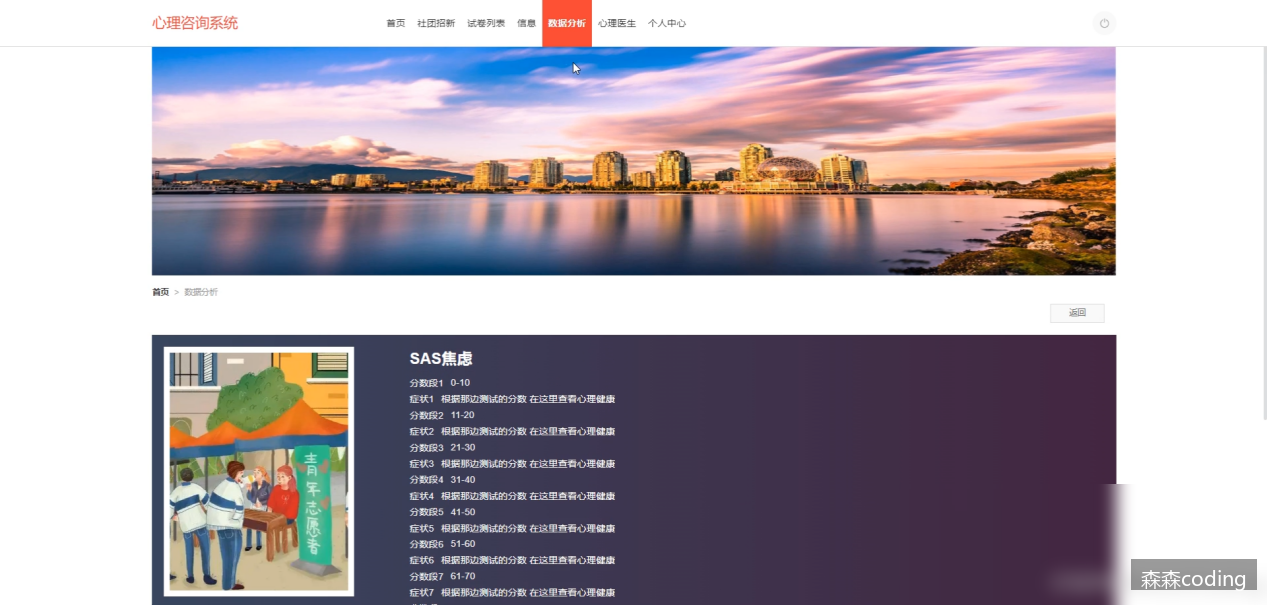 心理咨询系统
首页 社团招新 试卷列表 信息 数据分析 心理医生 个人中心
首页 > 数据分析
返回
SAS焦虑
分数段1 0-10
症状1 根据那边测试的分数 在这里查看心理健康
分数段2 11-20
症状2 根据那边测试的分数 在这里查看心理健康
分数段3 21-30
症状3 根据那边测试的分数 在这里查看心理健康
分数段4 31-40
症状4 根据那边测试的分数 在这里查看心理健康
分数段5 41-50
症状5 根据那边测试的分数 在这里查看心理健康
分数段6 51-60
症状6 根据那边测试的分数 在这里查看心理健康
分数段7 61-70
症状7 根据那边测试的分数 在这里查看心理健康
青年志愿者
森森coding